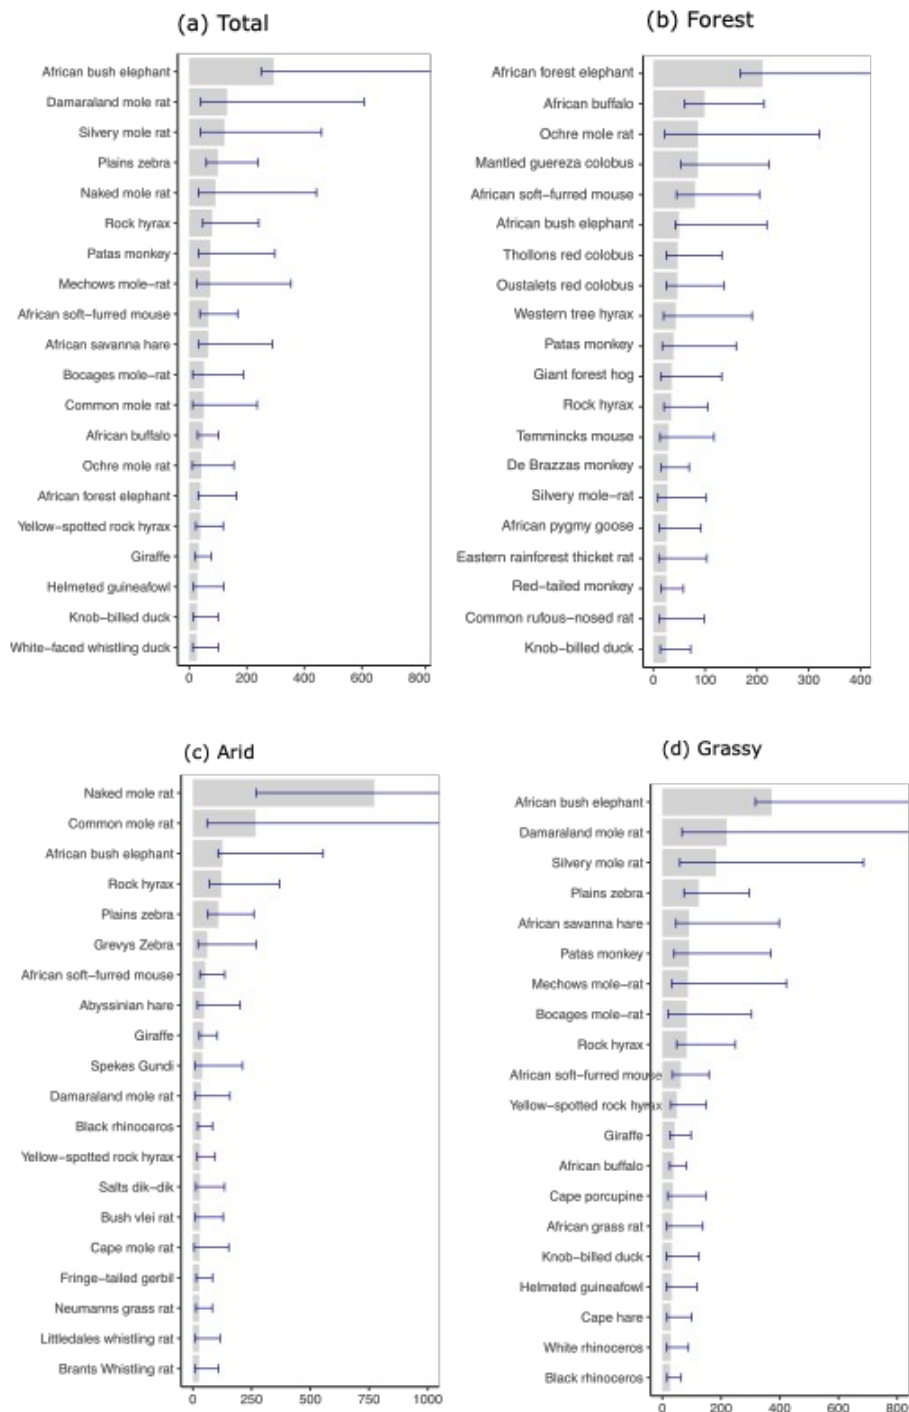 (a) Total
African bush elephant
Damaraland mole rat
Silvery mole rat
Plains zebra
Naked mole rat
Rock hyrax
Patas monkey
Mechows mole-rat
African soft-furred mouse
African savanna hare
Bocages mole-rat
Common mole rat
African buffalo
Ochre mole rat
African forest elephant
Yellow-spotted rock hyrax
Giraffe
Helmeted guineafowl
Knob-billed duck
White-faced whistling duck
0 200 400 600 800
(b) Forest
African forest elephant
African buffalo
Ochre mole rat
Mantled guereza colobus
African soft-furred mouse
African bush elephant
Thollons red colobus
Oustalets red colobus
Western tree hyrax
Patas monkey
Giant forest hog
Rock hyrax
Temmincks mouse
De Brazzas monkey
Silvery mole-rat
African pygmy goose
Eastern rainforest thicket rat
Red-tailed monkey
Common rufous-nosed rat
Knob-billed duck
0 100 200 300 400
(c) Arid
Naked mole rat
Common mole rat
African bush elephant
Rock hyrax
Plains zebra
Grevys Zebra
African soft-furred mouse
Abyssinian hare
Giraffe
Spekes Gundi
Damaraland mole rat
Black rhinoceros
Yellow-spotted rock hyrax
Salts dik-dik
Bush vlei rat
Cape mole rat
Fringe-tailed gerbil
Neumanns grass rat
Littledales whistling rat
Brants Whistling rat
0 250 500 750 1000
(d) Grassy
African bush elephant
Damaraland mole rat
Silvery mole rat
Plains zebra
African savanna hare
Patas monkey
Mechows mole-rat
Bocages mole-rat
Rock hyrax
African soft-furred mouse
Yellow-spotted rock hyrax
Giraffe
African buffalo
Cape porcupine
African grass rat
Knob-billed duck
Helmeted guineafowl
Cape hare
White rhinoceros
Black rhinoceros
0 200 400 600 800